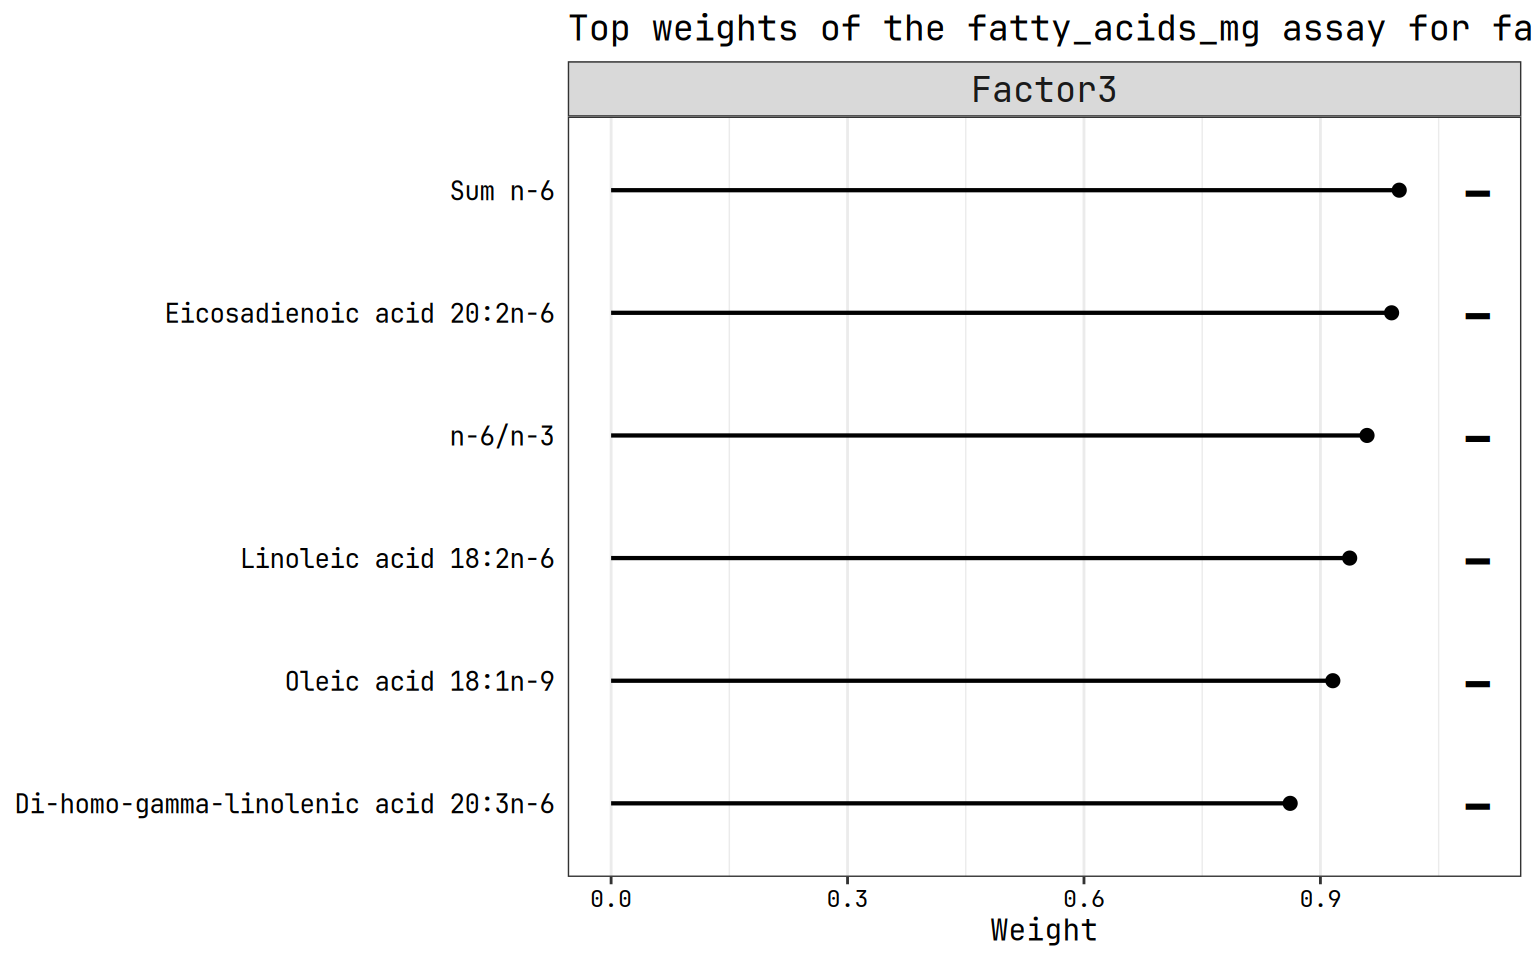 Top weights of the fatty_acids_mg assay for fa
Factor3
Sum n-6 –
Eicosadienoic acid 20:2n-6 –
n-6/n-3 –
Linoleic acid 18:2n-6 –
Oleic acid 18:1n-9 –
Di-homo-gamma-linolenic acid 20:3n-6 –
0.0 0.3 0.6 0.9
Weight